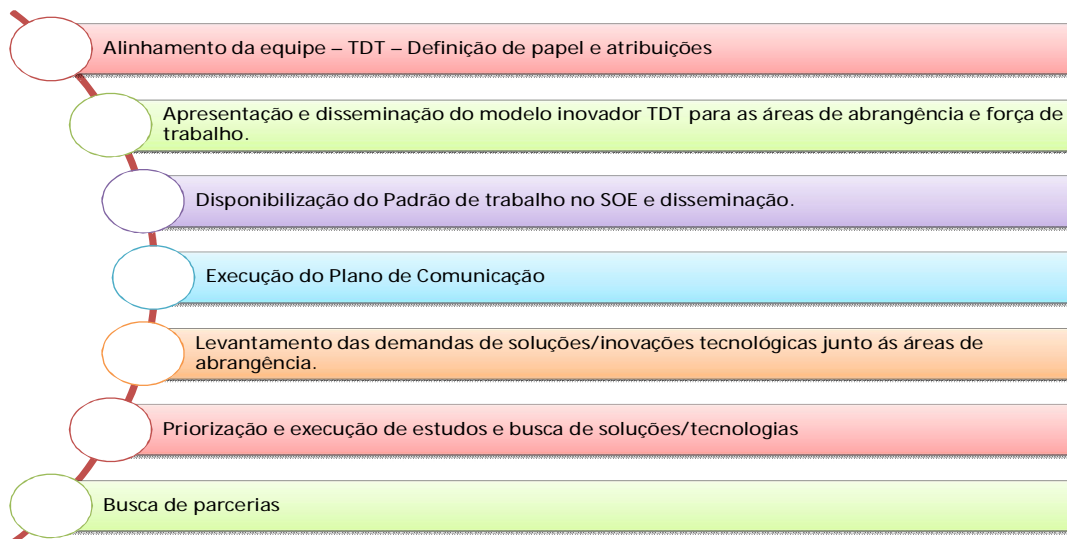 Alinhamento da equipe – TDT – Definição de papel e atribuições
Apresentação e disseminação do modelo inovador TDT para as áreas de abrangência e força de
trabalho.
Disponibilização do Padrão de trabalho no SOE e disseminação.
Execução do Plano de Comunicação
Levantamento das demandas de soluções/inovações tecnológicas junto ás áreas de
abrangência.
Priorização e execução de estudos e busca de soluções/tecnologias
Busca de parcerias